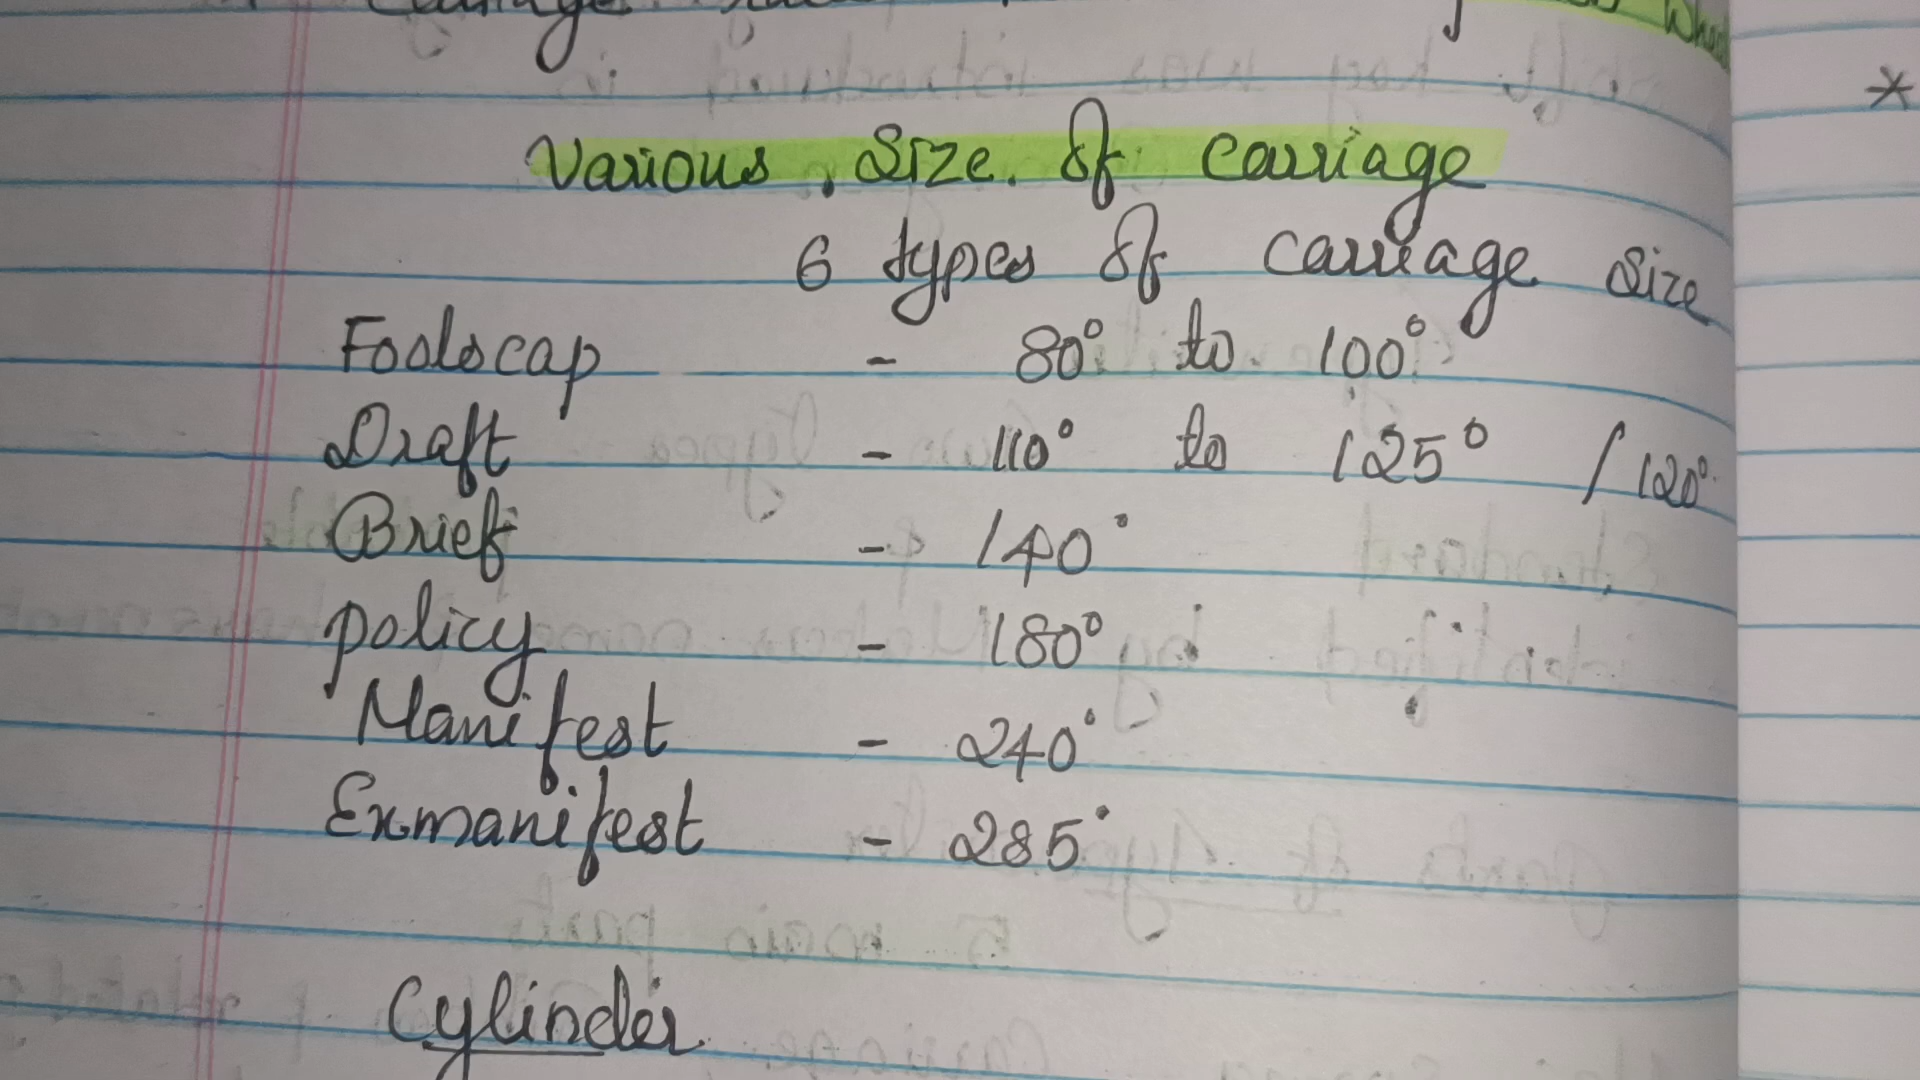 Carriage
Various Size of carriage
6 types of carriage size
Foolscap - 80° to 100°
Draft - 110° to 125° / 120°
Brief - 140°
policy - 180°
Manifest - 240°
Exmanifest - 285°
Cylinder